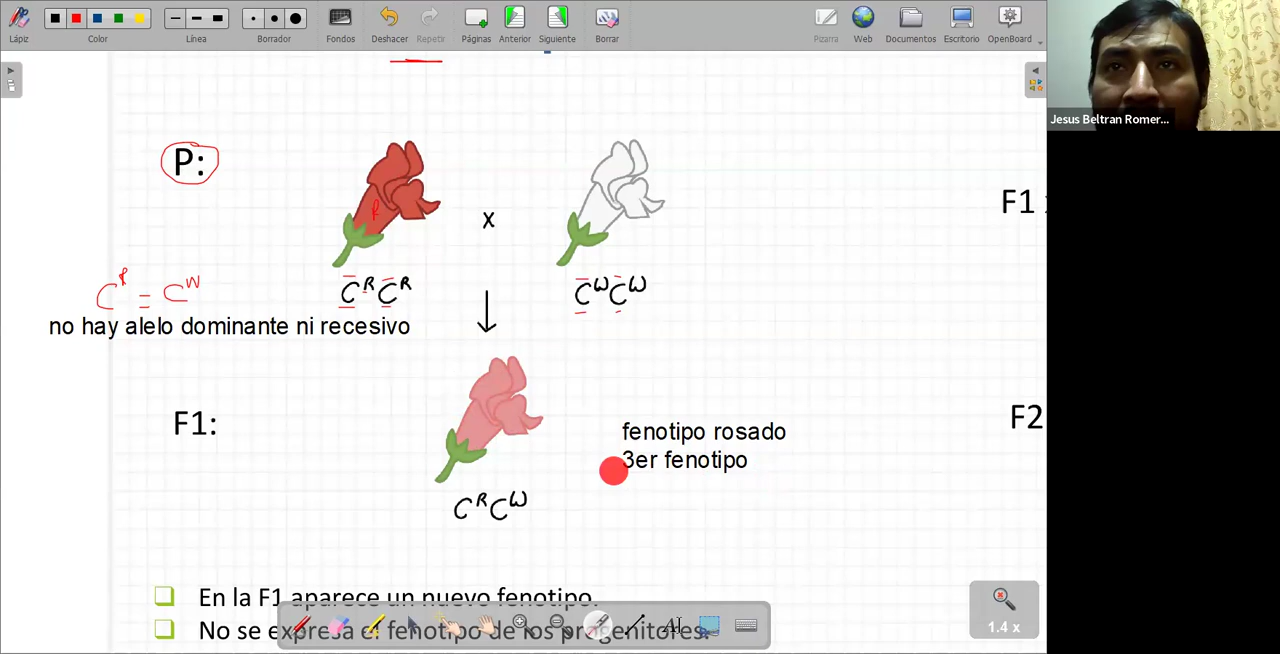 Lápiz
Color
Línea
Borrador
Fondos
Deshacer
Repetir
Páginas
Anterior
Siguiente
Borrar
Pizarra
Web
Documentos
Escritorio
OpenBoard
Jesus Beltran Romer...
P:
R
x
F1 :
C^R = C^W
C^R C^R
C^W C^W
no hay alelo dominante ni recesivo
F1:
fenotipo rosado
3er fenotipo
F2
C^R C^W
En la F1 aparece un nuevo fenotipo.
No se expresa el fenotipo de los progenitores.
1.4 x